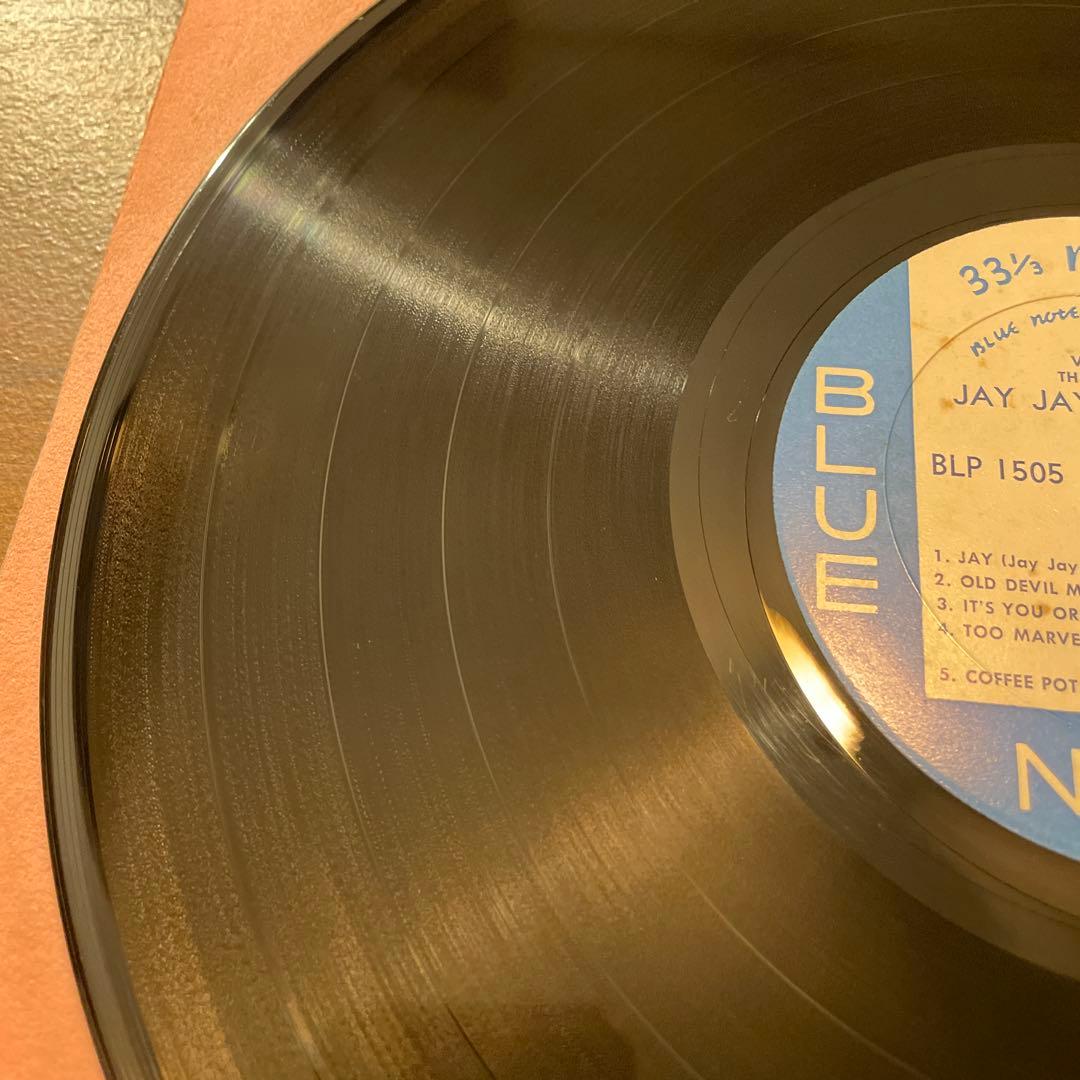 33⅓
BLUE NOTE
TH
JAY JAY
BLP 1505
1. JAY (Jay Jay
2. OLD DEVIL M
3. IT'S YOU OR
4. TOO MARVE
5. COFFEE POT
BLUE
N